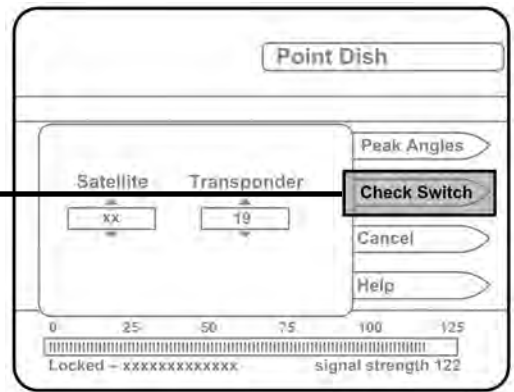 Point Dish
Peak Angles
Satellite Transponder
Check Switch
xx 19
Cancel
Help
0 25 50 75 100 125
Locked - xxxxxxxxxxxxx signal strength 122